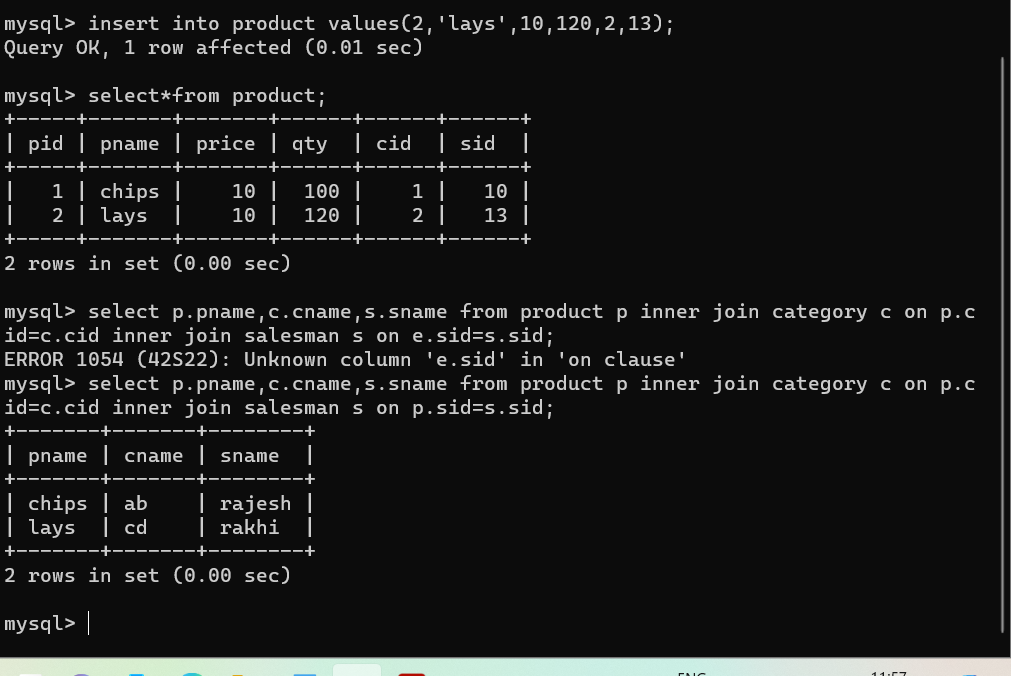 mysql> insert into product values(2,'lays',10,120,2,13);
Query OK, 1 row affected (0.01 sec)
mysql> select*from product;
+-----+-------+-------+------+------+------+
| pid | pname | price | qty  | cid  | sid  |
+-----+-------+-------+------+------+------+
|   1 | chips |    10 |  100 |    1 |   10 |
|   2 | lays  |    10 |  120 |    2 |   13 |
+-----+-------+-------+------+------+------+
2 rows in set (0.00 sec)
mysql> select p.pname,c.cname,s.sname from product p inner join category c on p.c
id=c.cid inner join salesman s on e.sid=s.sid;
ERROR 1054 (42S22): Unknown column 'e.sid' in 'on clause'
mysql> select p.pname,c.cname,s.sname from product p inner join category c on p.c
id=c.cid inner join salesman s on p.sid=s.sid;
+-------+-------+--------+
| pname | cname | sname  |
+-------+-------+--------+
| chips | ab    | rajesh |
| lays  | cd    | rakhi  |
+-------+-------+--------+
2 rows in set (0.00 sec)
mysql>